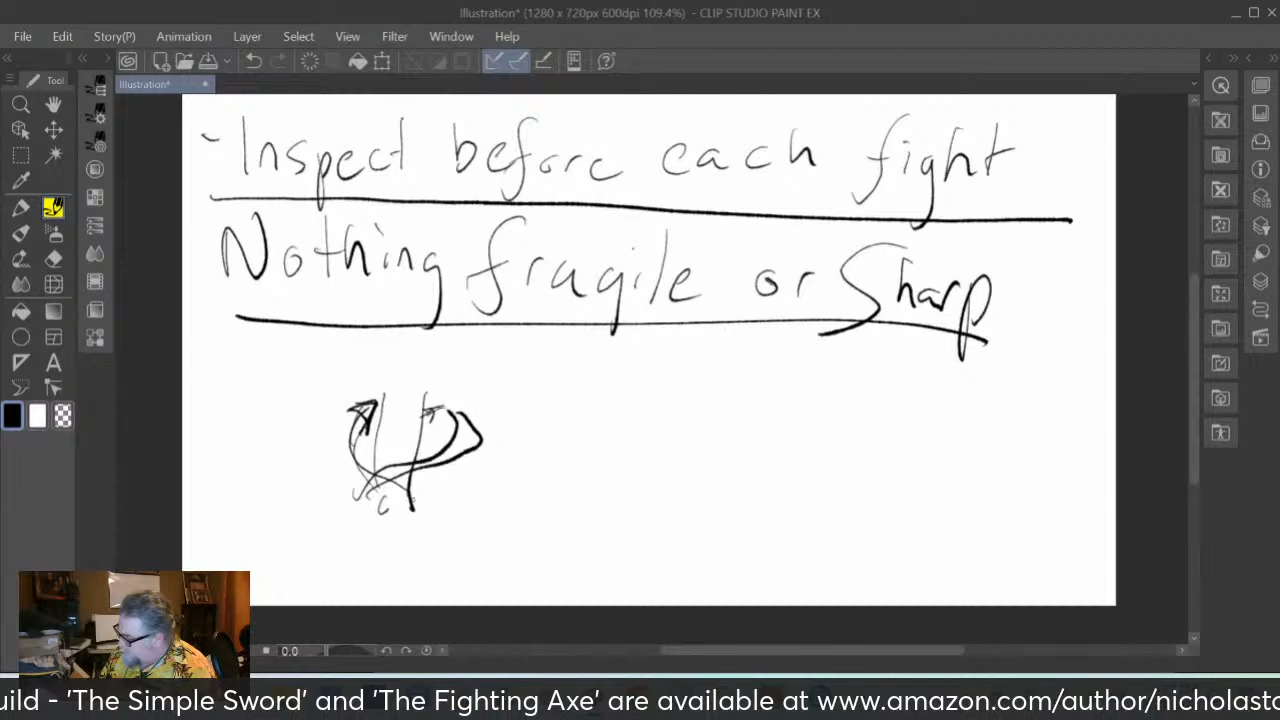 Illustration* (1280 x 720px 600dpi 109.4%) - CLIP STUDIO PAINT EX
File Edit Story(P) Animation Layer Select View Filter Window Help
Tool
Illustration*
-Inspect before each fight
Nothing fragile or Sharp
0.0
uild - 'The Simple Sword' and 'The Fighting Axe' are available at www.amazon.com/author/nicholast